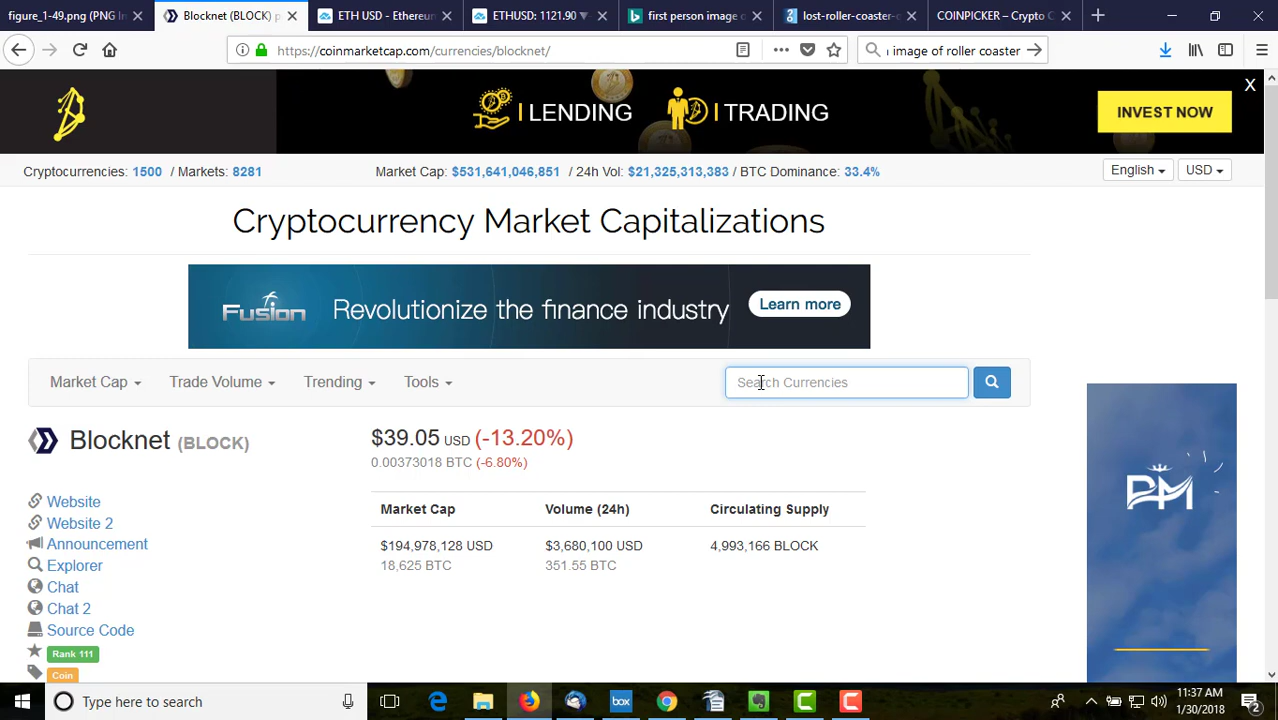 figure_1-49.png (PNG Im
Blocknet (BLOCK) p
ETH USD - Ethereum
ETHUSD: 1121.90
first person image o
lost-roller-coaster-
COINPICKER – Crypto C
https://coinmarketcap.com/currencies/blocknet/
image of roller coaster
LENDING
TRADING
INVEST NOW
X
Cryptocurrencies: 1500 / Markets: 8281
Market Cap: $531,641,046,851 / 24h Vol: $21,325,313,383 / BTC Dominance: 33.4%
English
USD
Cryptocurrency Market Capitalizations
Fusion
Revolutionize the finance industry
Learn more
Market Cap
Trade Volume
Trending
Tools
Search Currencies
Blocknet (BLOCK)
$39.05 USD (-13.20%)
0.00373018 BTC (-6.80%)
Website
Website 2
Announcement
Explorer
Chat
Chat 2
Source Code
Rank 111
Coin
Market Cap
Volume (24h)
Circulating Supply
$194,978,128 USD
$3,680,100 USD
4,993,166 BLOCK
18,625 BTC
351.55 BTC
PM
Type here to search
box
11:37 AM
1/30/2018
2